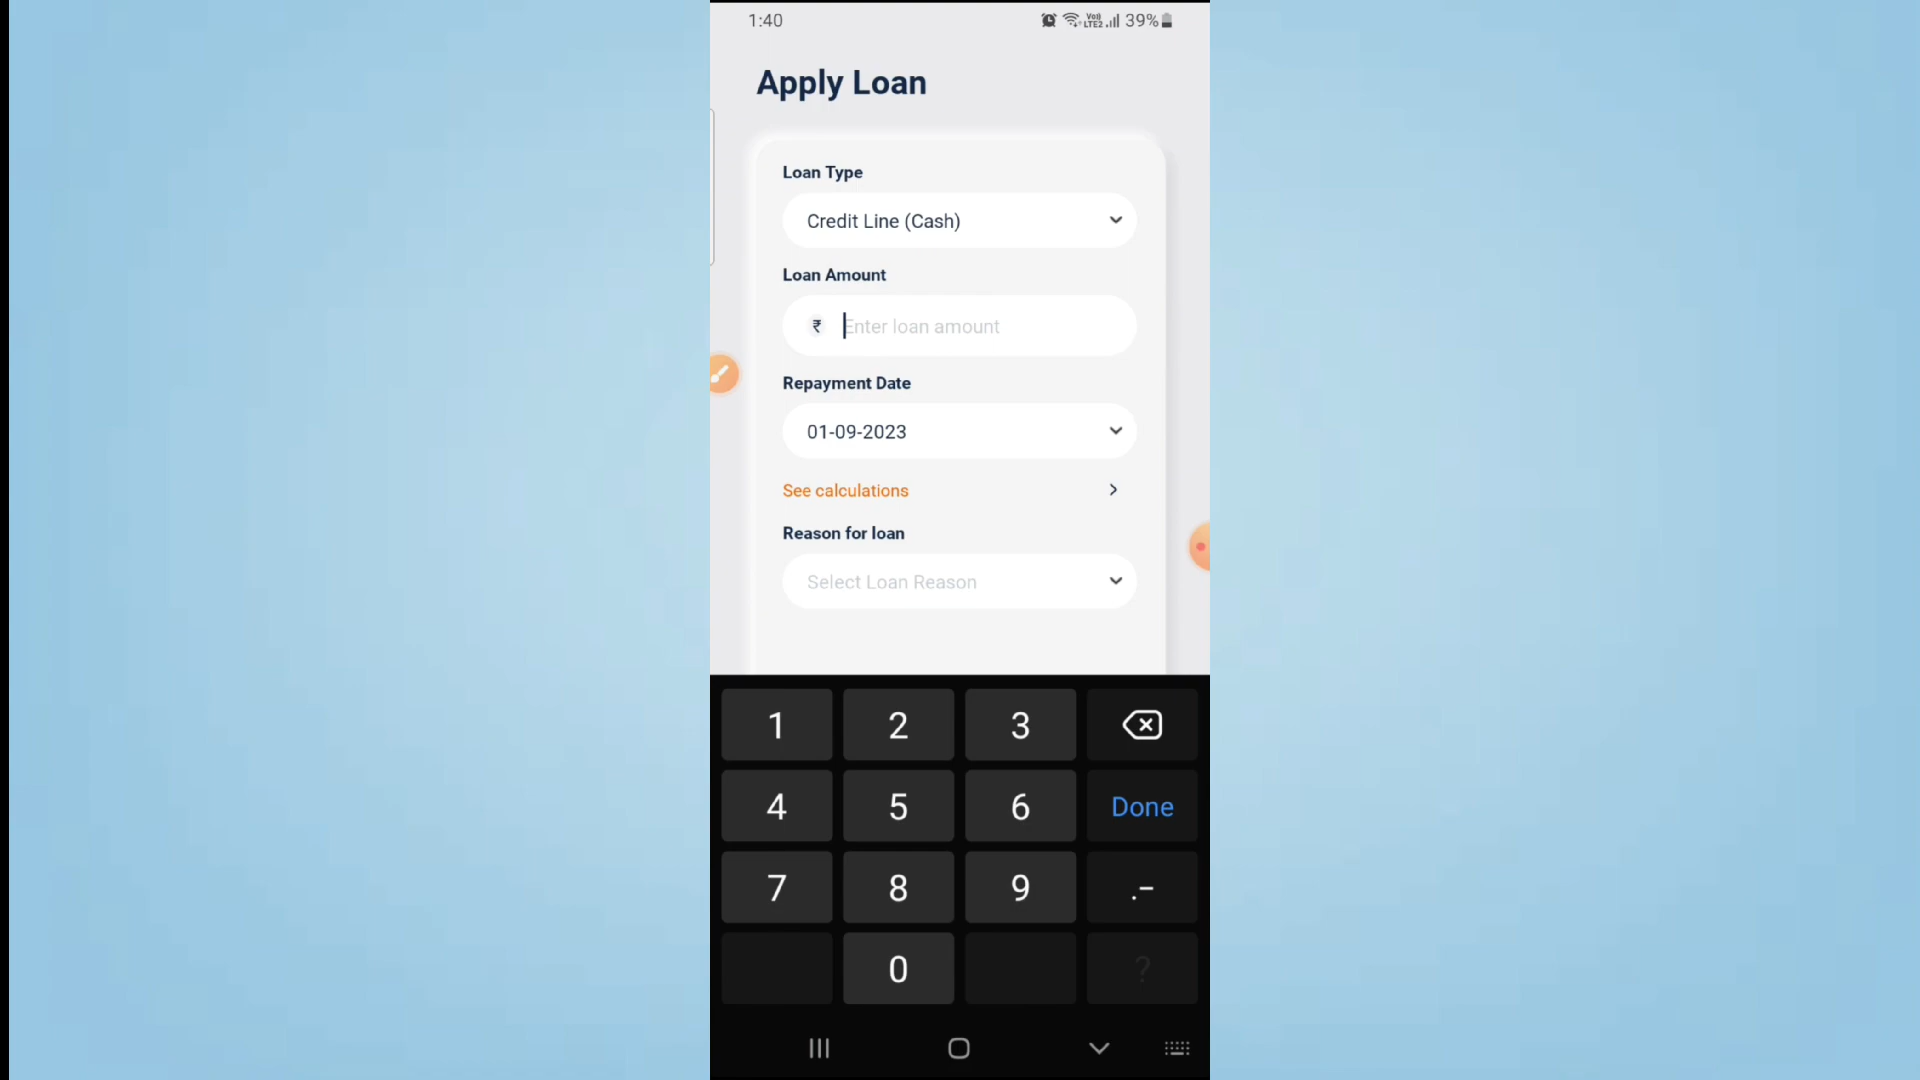 1:40
Vo)) LTE2 39%
Apply Loan
Loan Type
Credit Line (Cash)
Loan Amount
₹ Enter loan amount
Repayment Date
01-09-2023
See calculations
Reason for loan
Select Loan Reason
1 2 3
4 5 6 Done
7 8 9 .-
0 ?